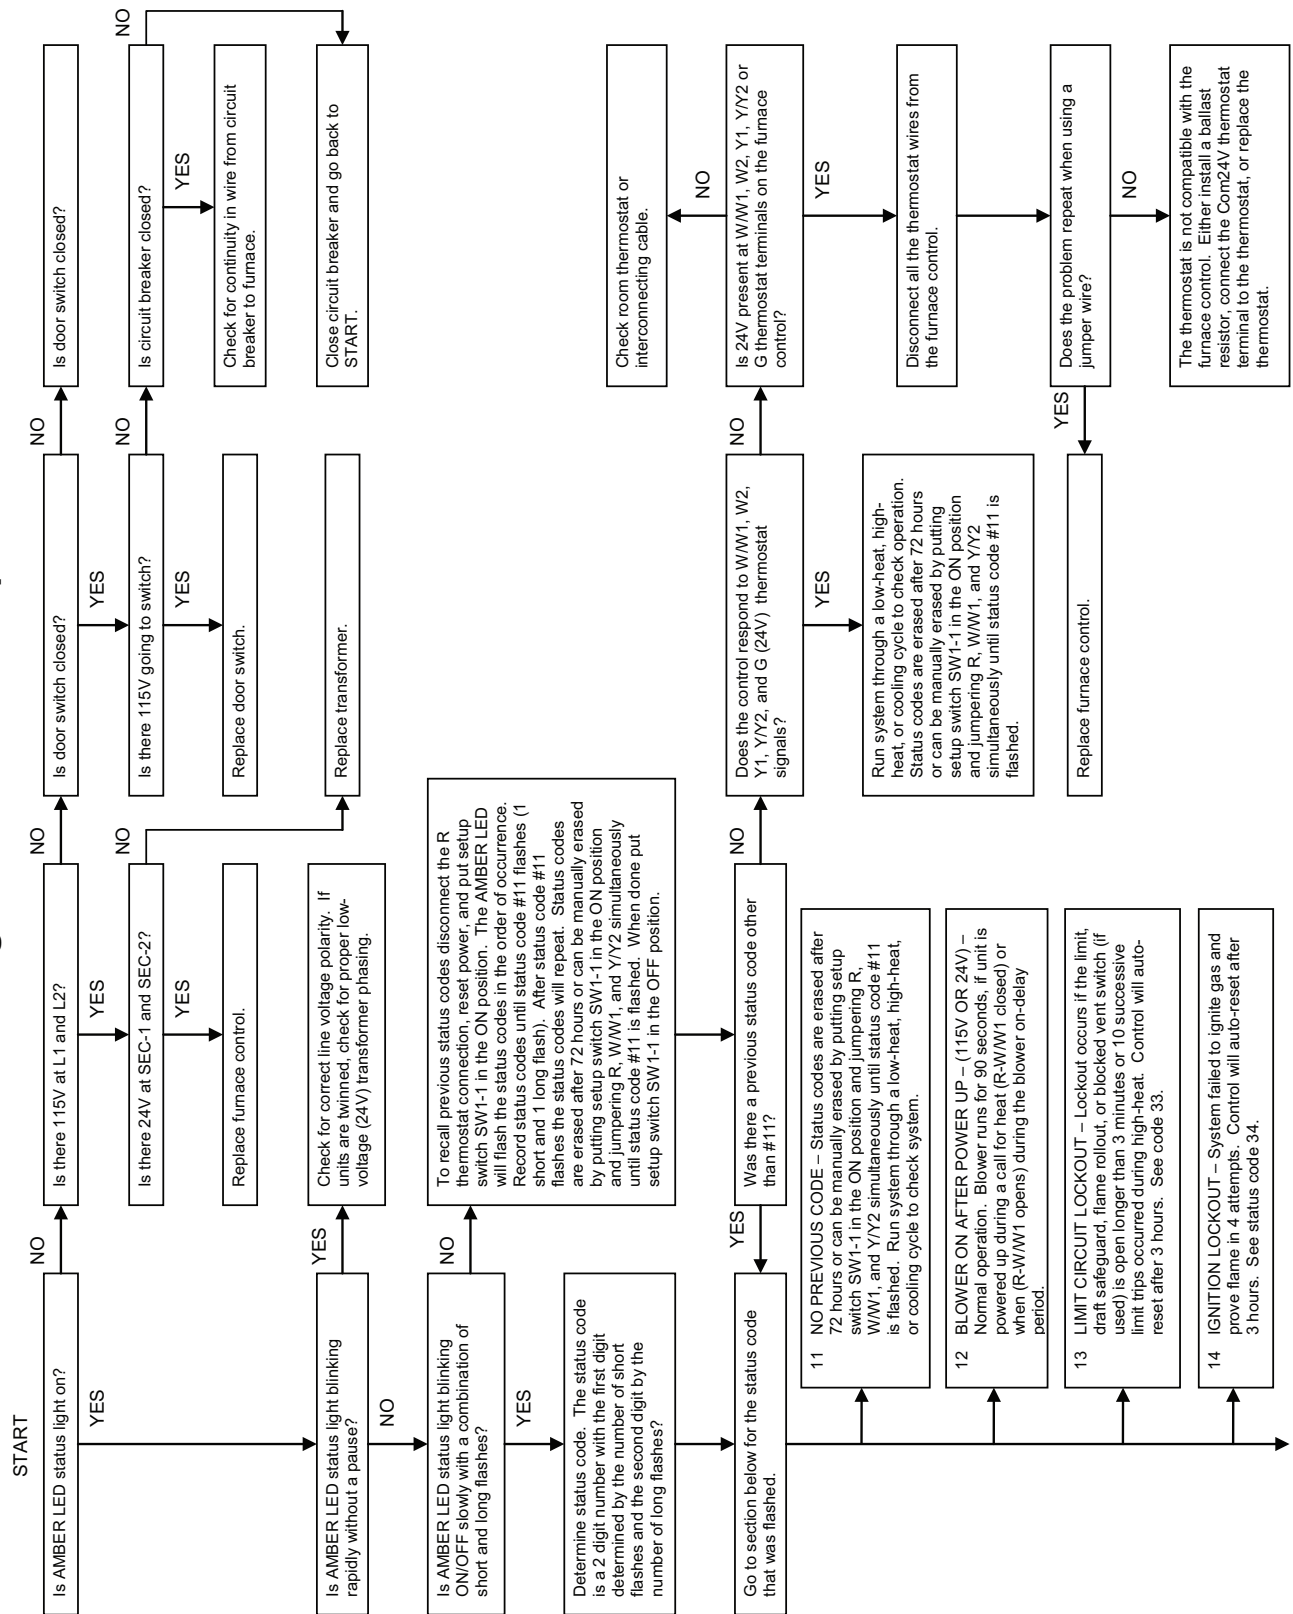 START
Is AMBER LED status light on?
NO
YES
Is there 115V at L1 and L2?
NO
YES
Is door switch closed?
NO
YES
Is door switch closed?
Is there 24V at SEC-1 and SEC-2?
NO
YES
Is there 115V going to switch?
NO
YES
Is circuit breaker closed?
NO
YES
Replace furnace control.
Replace door switch.
Check for continuity in wire from circuit
breaker to furnace.
Is AMBER LED status light blinking
rapidly without a pause?
YES
NO
Check for correct line voltage polarity. If
units are twinned, check for proper low-
voltage (24V) transformer phasing.
Replace transformer.
Close circuit breaker and go back to
START.
Is AMBER LED status light blinking
ON/OFF slowly with a combination of
short and long flashes?
NO
YES
To recall previous status codes disconnect the R
thermostat connection, reset power, and put setup
switch SW1-1 in the ON position. The AMBER LED
will flash the status codes in the order of occurrence.
Record status codes until status code #11 flashes (1
short and 1 long flash). After status code #11
flashes the status codes will repeat. Status codes
are erased after 72 hours or can be manually erased
by putting setup switch SW1-1 in the ON position
and jumpering R, W/W1, and Y/Y2 simultaneously
until status code #11 is flashed. When done put
setup switch SW1-1 in the OFF position.
Determine status code. The status code
is a 2 digit number with the first digit
determined by the number of short
flashes and the second digit by the
number of long flashes?
Go to section below for the status code
that was flashed.
YES
Was there a previous status code other
than #11?
NO
Does the control respond to W/W1, W2,
Y1, Y/Y2, and G (24V) thermostat
signals?
NO
YES
Is 24V present at W/W1, W2, Y1, Y/Y2 or
G thermostat terminals on the furnace
control?
NO
YES
Check room thermostat or
interconnecting cable.
Run system through a low-heat, high-
heat, or cooling cycle to check operation.
Status codes are erased after 72 hours
or can be manually erased by putting
setup switch SW1-1 in the ON position
and jumpering R, W/W1, and Y/Y2
simultaneously until status code #11 is
flashed.
Disconnect all the thermostat wires from
the furnace control.
Does the problem repeat when using a
jumper wire?
YES
NO
Replace furnace control.
The thermostat is not compatible with the
furnace control. Either install a ballast
resistor, connect the Com24V thermostat
terminal to the thermostat, or replace the
thermostat.
11 NO PREVIOUS CODE – Status codes are erased after
72 hours or can be manually erased by putting setup
switch SW1-1 in the ON position and jumpering R,
W/W1, and Y/Y2 simultaneously until status code #11
is flashed. Run system through a low-heat, high-heat,
or cooling cycle to check system.
12 BLOWER ON AFTER POWER UP – (115V OR 24V) –
Normal operation. Blower runs for 90 seconds, if unit is
powered up during a call for heat (R-W/W1 closed) or
when (R-W/W1 opens) during the blower on-delay
period.
13 LIMIT CIRCUIT LOCKOUT – Lockout occurs if the limit,
draft safeguard, flame rollout, or blocked vent switch (if
used) is open longer than 3 minutes or 10 successive
limit trips occurred during high-heat. Control will auto-
reset after 3 hours. See code 33.
14 IGNITION LOCKOUT – System failed to ignite gas and
prove flame in 4 attempts. Control will auto-reset after
3 hours. See status code 34.